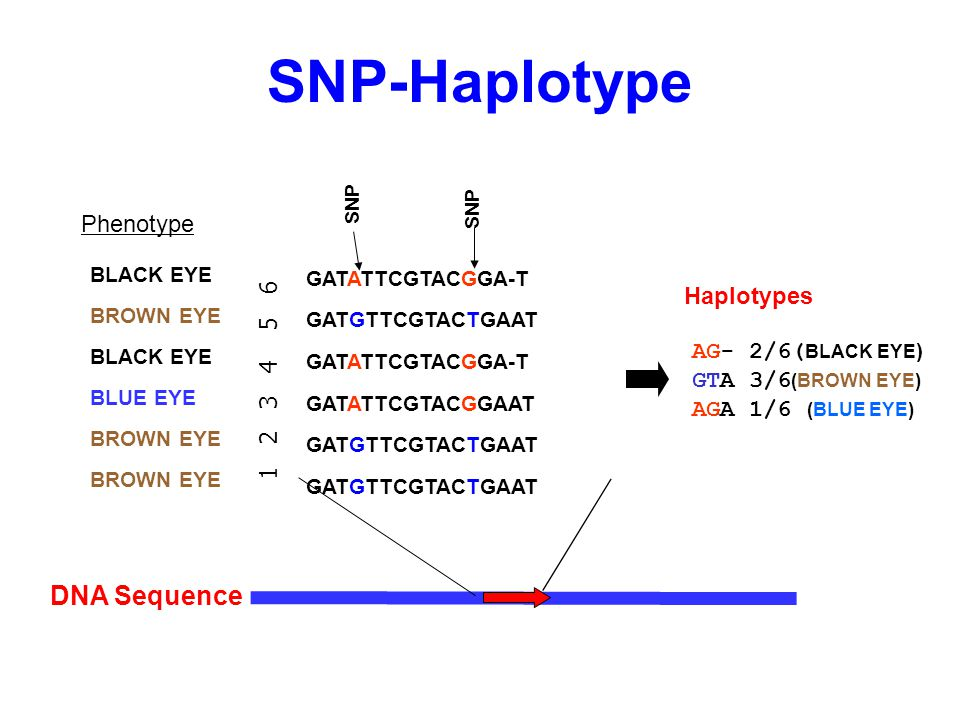 SNP-Haplotype
SNP
SNP
Phenotype
BLACK EYE
BROWN EYE
BLACK EYE
BLUE EYE
BROWN EYE
BROWN EYE
1 2 3 4 5 6
GATATTCGTACGGA-T
GATGTTCGTACTGAAT
GATATTCGTACGGA-T
GATATTCGTACGGAAT
GATGTTCGTACTGAAT
GATGTTCGTACTGAAT
Haplotypes
AG- 2/6 (BLACK EYE)
GTA 3/6(BROWN EYE)
AGA 1/6 (BLUE EYE)
DNA Sequence